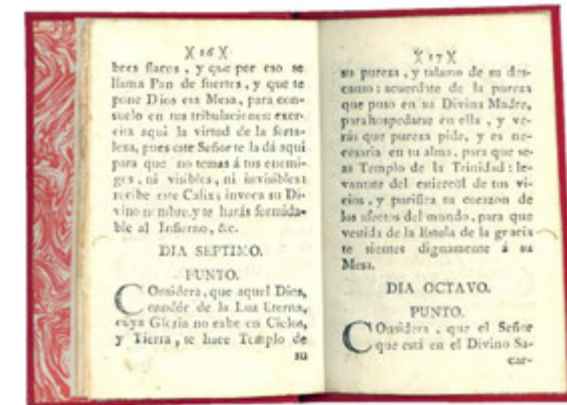 X 16 X
bres flacos , y que por eso se
llama Pan de fuertes , y que te
pone Dios esa Mesa, para con-
suelo en tus tribulaciones: exer-
cita aqui la virtud de la forta-
leza, pues este Señor te la dá aqui
para que no temas á tus enemi-
gos , ni visibles, ni invisibles:
recibe este Caliz: invoca su Di-
vino nombre, y te harás formida-
ble al Infierno, &c.
DIA SEPTIMO.
PUNTO.
COnsidera, que aquel Dios,
de la Luz Eterna,
cuya Gloria no cabe en Cielos,
y Tierra , se hace Templo de
su
X 17 X
su pureza , y talamo de su des-
canso : acuerdate de la pureza
que puso en su Divina Madre,
para hospedarse en ella , y ve-
rás que pureza pide, y es ne-
cesaria en tu alma, para que se-
as Templo de la Trinidad : le-
vantate del estiercol de tus vi-
cios , y purifica tu corazon de
los afectos del mundo, para que
vestida de la Estola de la gracia
te sientes dignamente á su
Mesa.
DIA OCTAVO.
PUNTO.
COnsidera , que el Señor
que está en el Divino Sa-
cra-